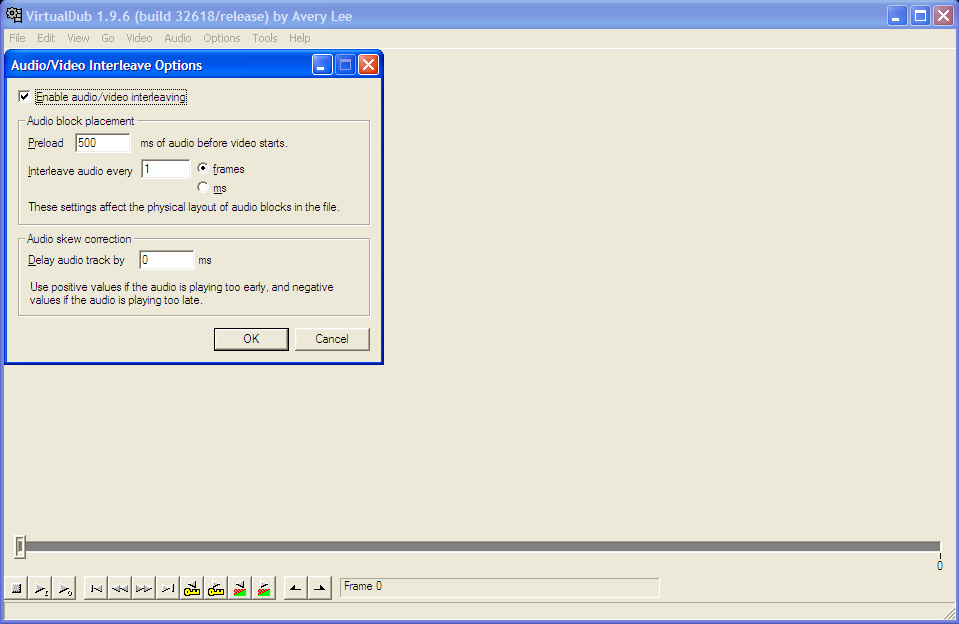 VirtualDub 1.9.6 (build 32618/release) by Avery Lee
File Edit View Go Video Audio Options Tools Help
Audio/Video Interleave Options
Enable audio/video interleaving
Audio block placement
Preload 500 ms of audio before video starts.
Interleave audio every 1 frames
ms
These settings affect the physical layout of audio blocks in the file.
Audio skew correction
Delay audio track by 0 ms
Use positive values if the audio is playing too early, and negative
values if the audio is playing too late.
OK Cancel
0
Frame 0